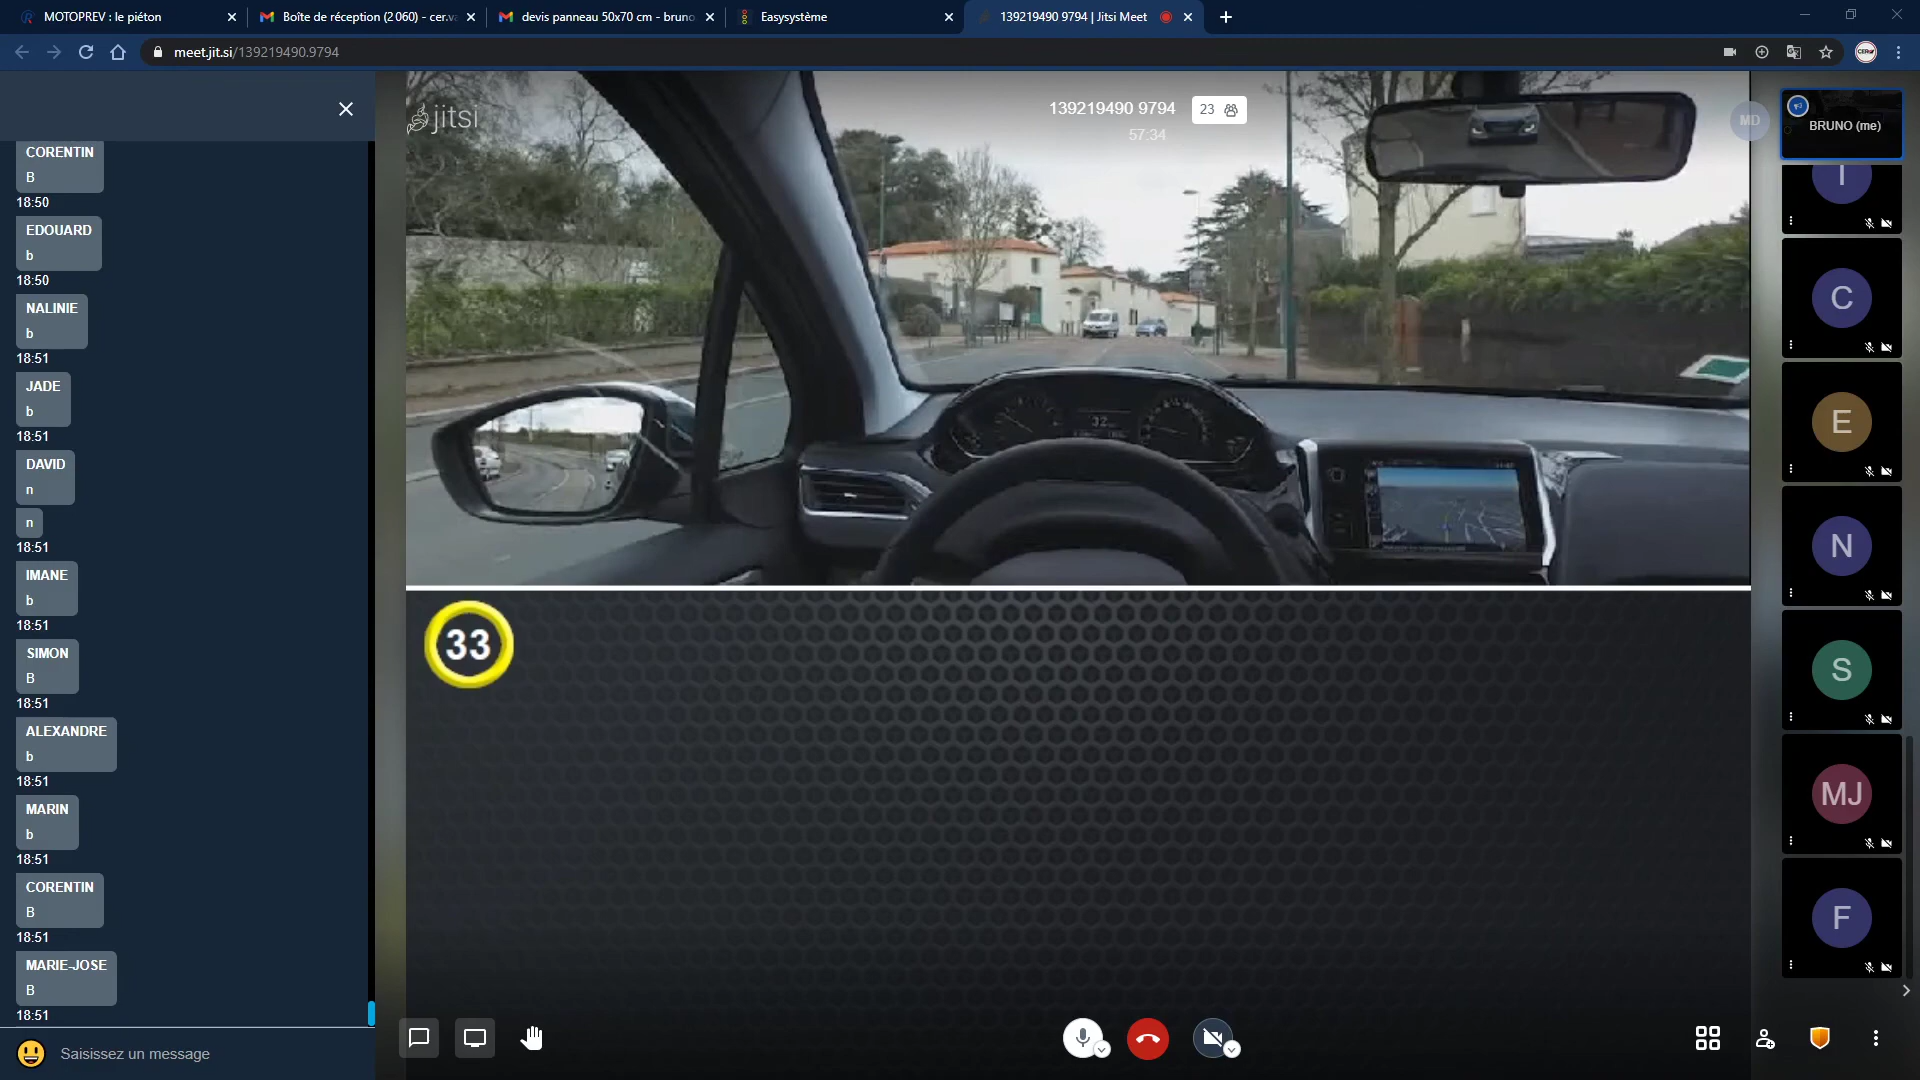 MOTOPREV : le piéton
Boîte de réception (2 060) - cer.va
devis panneau 50x70 cm - bruno
Easysystème
139219490 9794 | Jitsi Meet
meet.jit.si/139219490.9794
CORENTIN
B
18:50
EDOUARD
b
18:50
NALINIE
b
18:51
JADE
b
18:51
DAVID
n
n
18:51
IMANE
b
18:51
SIMON
B
18:51
ALEXANDRE
b
18:51
MARIN
b
18:51
CORENTIN
B
18:51
MARIE-JOSE
B
18:51
Saisissez un message
jitsi
139219490 9794
23
57:34
32
33
MD
BRUNO (me)
I
C
E
N
S
MJ
F